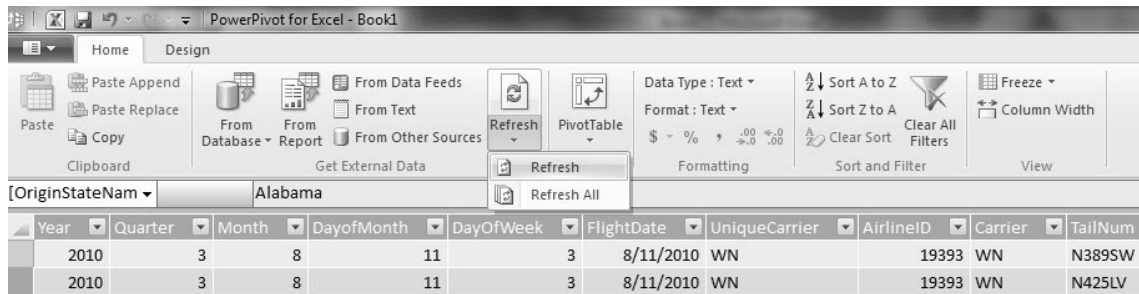 PowerPivot for Excel - Book1
Home Design
Paste
Paste Append
Paste Replace
Copy
Clipboard
From Database
From Report
From Data Feeds
From Text
From Other Sources
Get External Data
Refresh
PivotTable
Data Type : Text
Format : Text
$ % , .00 →.0 ←.0 .00
Formatting
Sort A to Z
Sort Z to A
Clear Sort
Clear All Filters
Sort and Filter
Freeze
Column Width
View
Refresh
Refresh All
[OriginStateNam Alabama
Year Quarter Month DayofMonth DayOfWeek FlightDate UniqueCarrier AirlineID Carrier TailNum
2010 3 8 11 3 8/11/2010 WN 19393 WN N389SW
2010 3 8 11 3 8/11/2010 WN 19393 WN N425LV